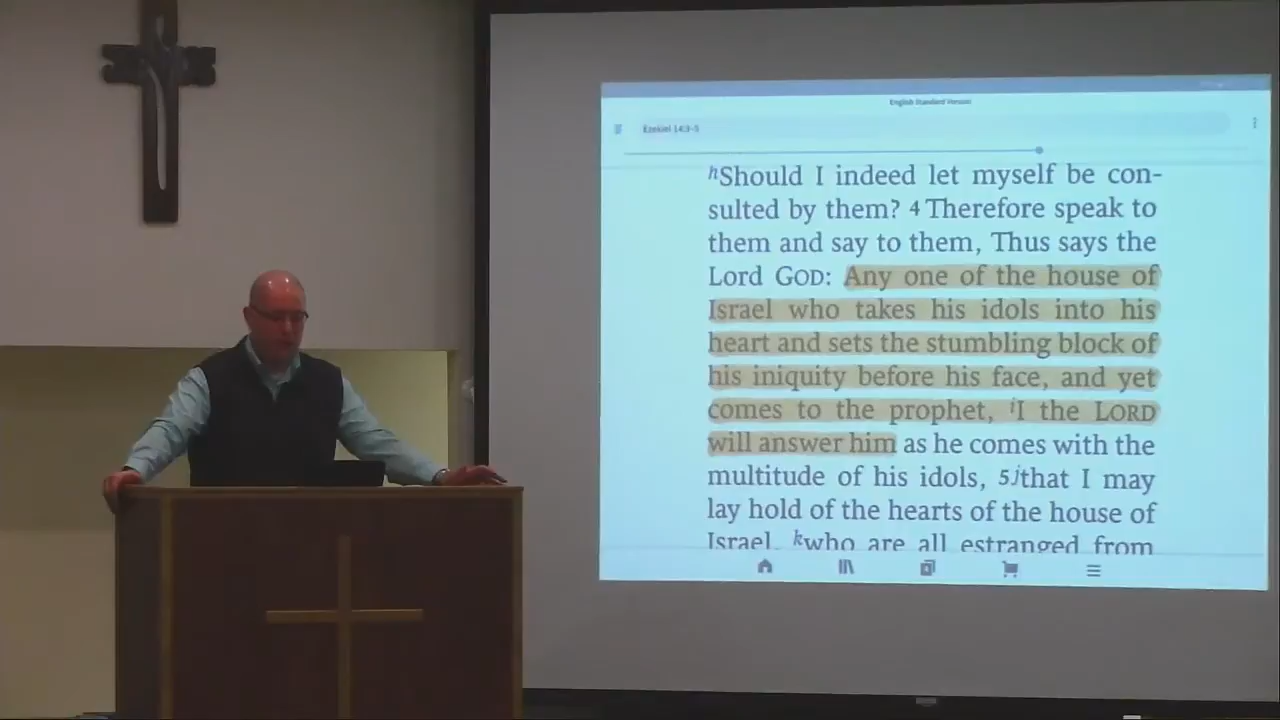 English Standard Version
Ezekiel 14:3-5
hShould I indeed let myself be con-
sulted by them? 4 Therefore speak to
them and say to them, Thus says the
Lord GOD: Any one of the house of
Israel who takes his idols into his
heart and sets the stumbling block of
his iniquity before his face, and yet
comes to the prophet, iI the LORD
will answer him as he comes with the
multitude of his idols, 5 jthat I may
lay hold of the hearts of the house of
Israel, kwho are all estranged from